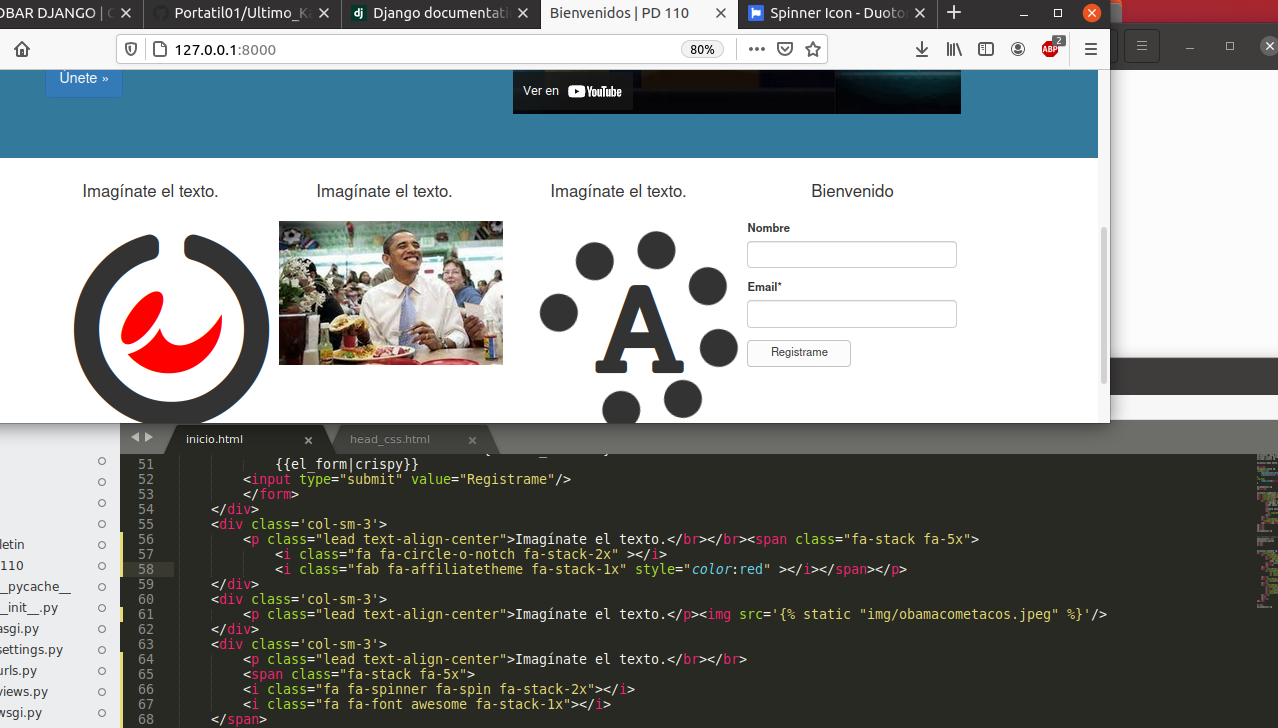 OBAR DJANGO | C
Portatil01/Ultimo_Ka
dj Django documentati
Bienvenidos | PD 110
Spinner Icon - Duoton
127.0.0.1:8000
80%
ABP 2
Únete »
Ver en YouTube
Imagínate el texto.
Imagínate el texto.
Imagínate el texto.
Bienvenido
Nombre
Email*
Registrame
A
inicio.html
head_css.html
51 {{el_form|crispy}}
52 <input type="submit" value="Registrame"/>
53 </form>
54 </div>
55 <div class='col-sm-3'>
56 <p class="lead text-align-center">Imagínate el texto.</br></br><span class="fa-stack fa-5x">
57 <i class="fa fa-circle-o-notch fa-stack-2x" ></i>
58 <i class="fab fa-affiliatetheme fa-stack-1x" style="color:red" ></i></span></p>
59 </div>
60 <div class='col-sm-3'>
61 <p class="lead text-align-center">Imagínate el texto.</p><img src='{% static "img/obamacometacos.jpeg" %}'/>
62 </div>
63 <div class='col-sm-3'>
64 <p class="lead text-align-center">Imagínate el texto.</br></br>
65 <span class="fa-stack fa-5x">
66 <i class="fa fa-spinner fa-spin fa-stack-2x"></i>
67 <i class="fa fa-font awesome fa-stack-1x"></i>
68 </span>
letin
110
__pycache__
__init__.py
asgi.py
settings.py
urls.py
views.py
wsgi.py